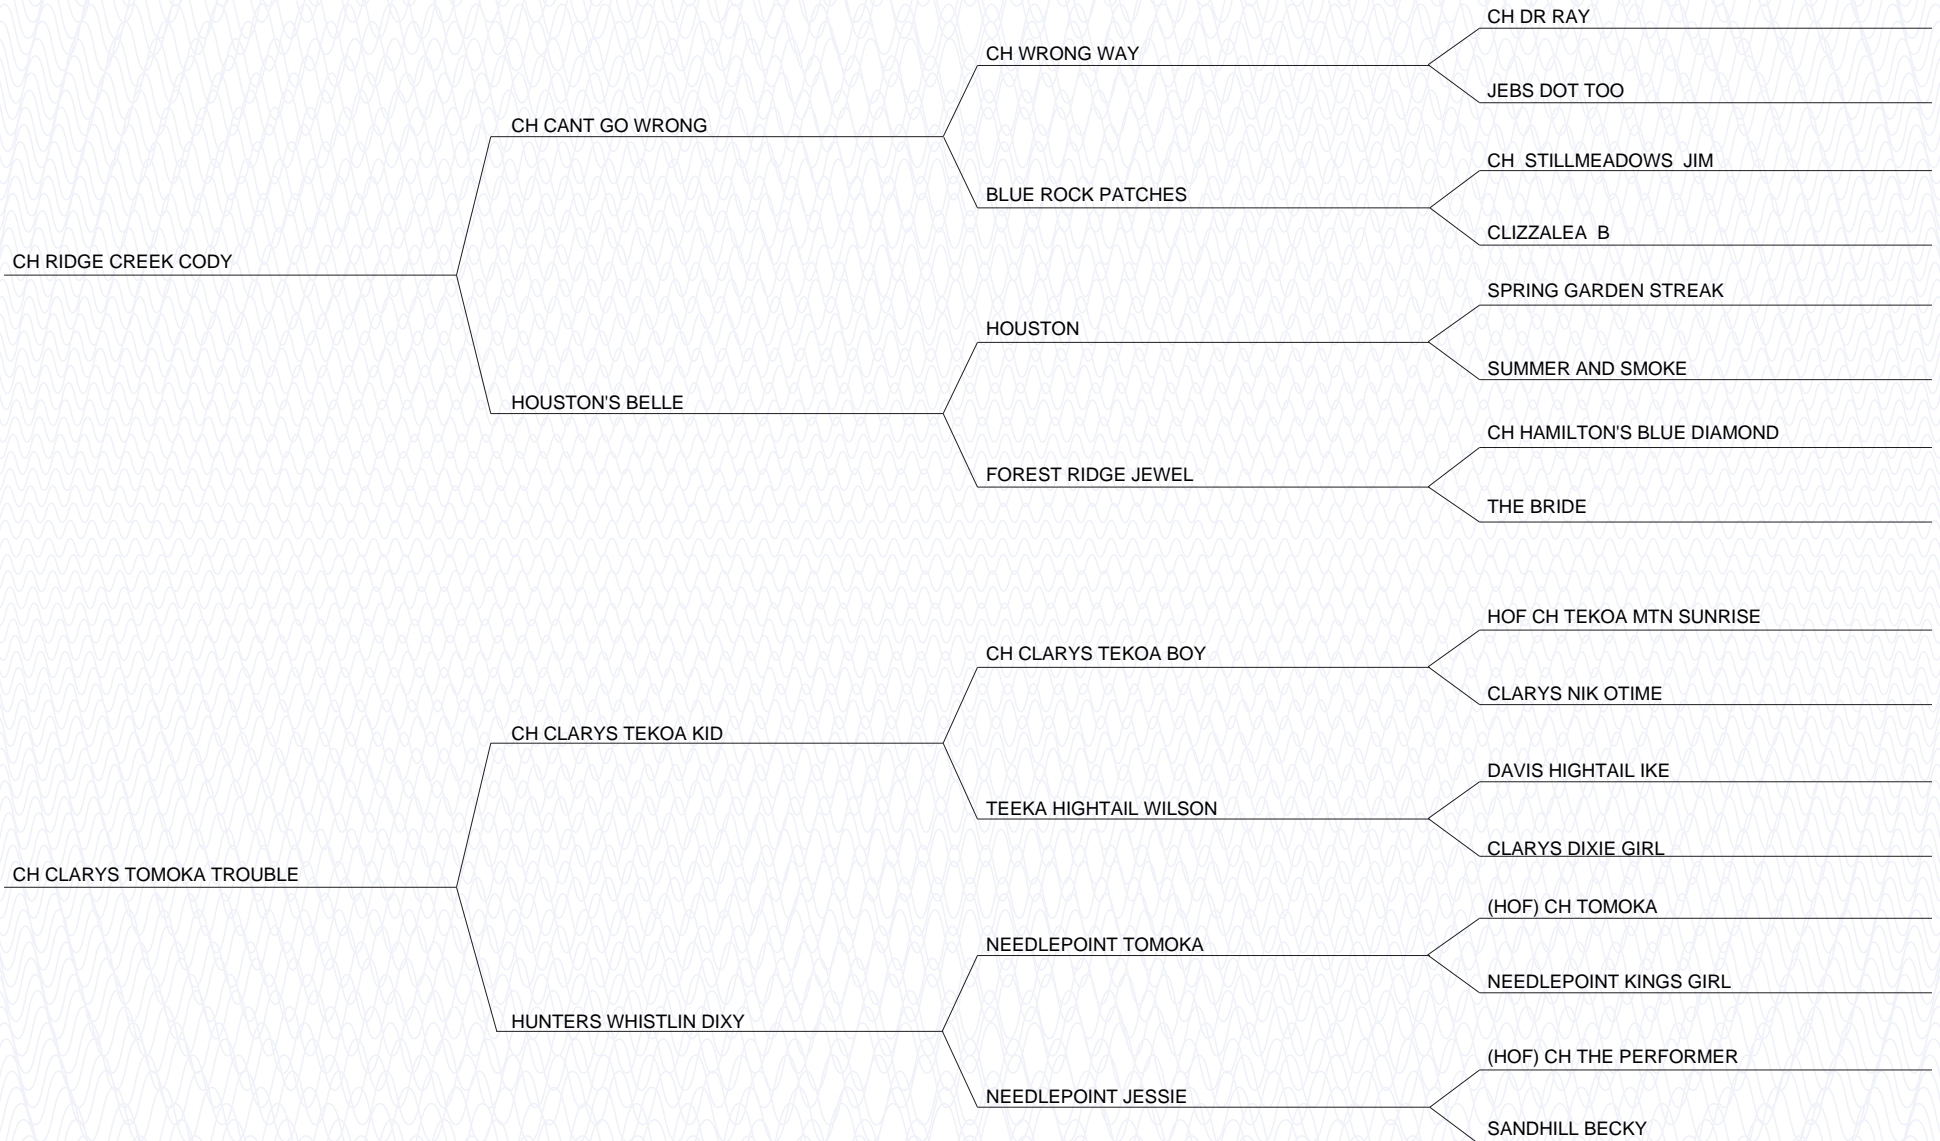 CH DR RAY
CH WRONG WAY
JEBS DOT TOO
CH CANT GO WRONG
CH  STILLMEADOWS  JIM
BLUE ROCK PATCHES
CLIZZALEA  B
CH RIDGE CREEK CODY
SPRING GARDEN STREAK
HOUSTON
SUMMER AND SMOKE
HOUSTON'S BELLE
CH HAMILTON'S BLUE DIAMOND
FOREST RIDGE JEWEL
THE BRIDE
HOF CH TEKOA MTN SUNRISE
CH CLARYS TEKOA BOY
CLARYS NIK OTIME
CH CLARYS TEKOA KID
DAVIS HIGHTAIL IKE
TEEKA HIGHTAIL WILSON
CLARYS DIXIE GIRL
CH CLARYS TOMOKA TROUBLE
(HOF) CH TOMOKA
NEEDLEPOINT TOMOKA
NEEDLEPOINT KINGS GIRL
HUNTERS WHISTLIN DIXY
(HOF) CH THE PERFORMER
NEEDLEPOINT JESSIE
SANDHILL BECKY